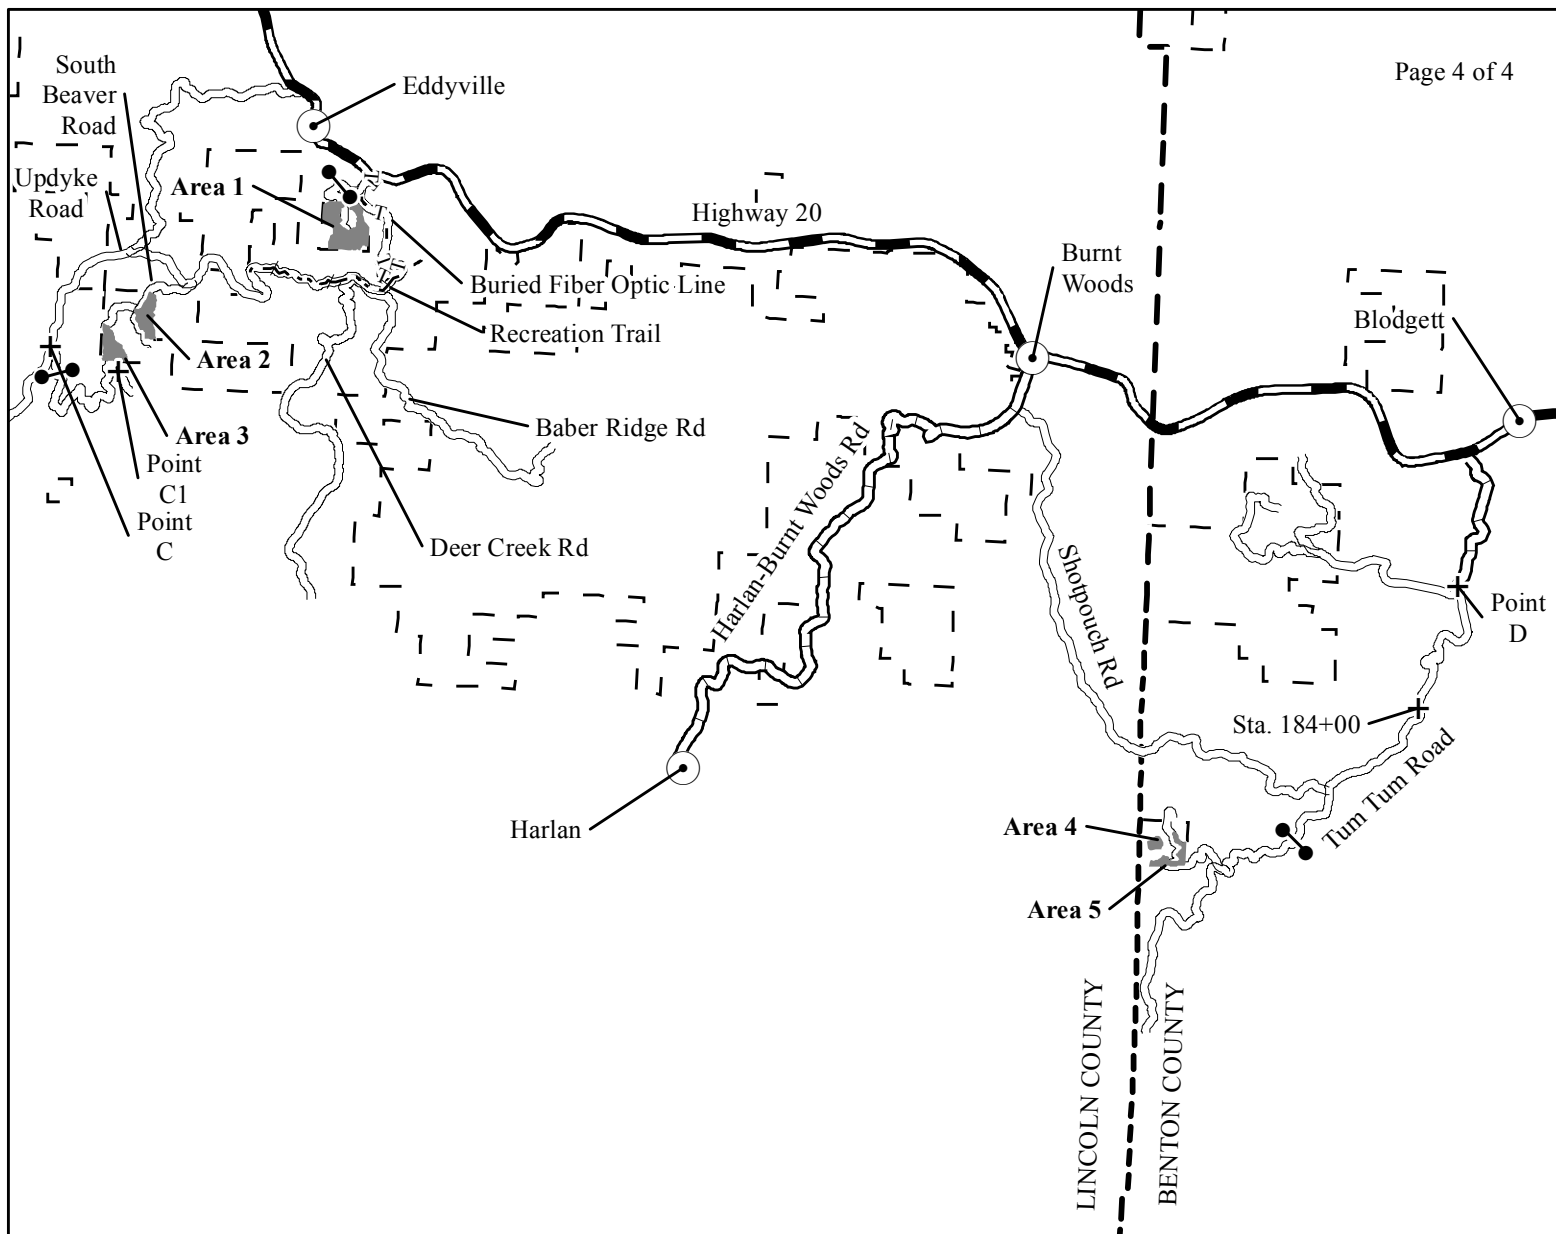 Page 4 of 4
South
Beaver
Road
Eddyville
Updyke
Road
Area 1
Highway 20
Burnt
Woods
Buried Fiber Optic Line
Recreation Trail
Blodgett
Area 2
Area 3
Baber Ridge Rd
Point
C1
Point
C
Deer Creek Rd
Harlan-Burnt Woods Rd
Shotpouch Rd
Point
D
Sta. 184+00
Tum Tum Road
Harlan
Area 4
Area 5
LINCOLN COUNTY
BENTON COUNTY